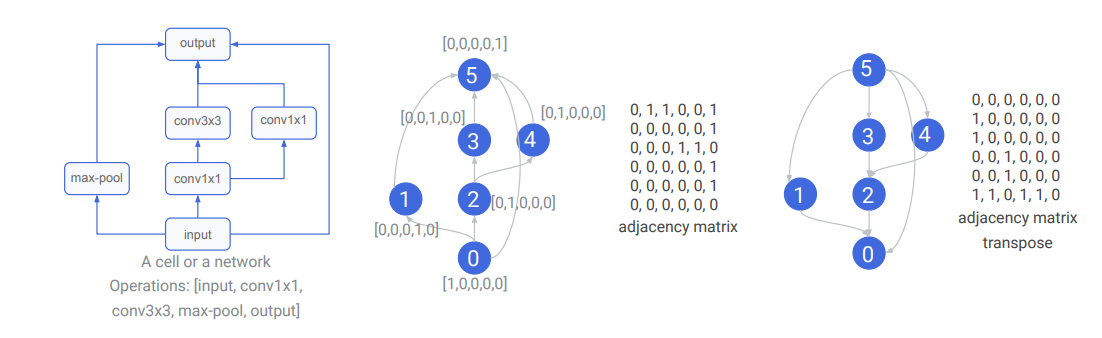 output
conv3x3
conv1x1
max-pool
conv1x1
input
A cell or a network
Operations: [input, conv1x1,
conv3x3, max-pool, output]
[0,0,0,0,1]
5
[0,0,1,0,0]
[0,1,0,0,0]
3
4
1
2
[0,1,0,0,0]
[0,0,0,1,0]
0
[1,0,0,0,0]
0, 1, 1, 0, 0, 1
0, 0, 0, 0, 0, 1
0, 0, 0, 1, 1, 0
0, 0, 0, 0, 0, 1
0, 0, 0, 0, 0, 1
0, 0, 0, 0, 0, 0
adjacency matrix
5
3
4
1
2
0
0, 0, 0, 0, 0, 0
1, 0, 0, 0, 0, 0
1, 0, 0, 0, 0, 0
0, 0, 1, 0, 0, 0
0, 0, 1, 0, 0, 0
1, 1, 0, 1, 1, 0
adjacency matrix
transpose